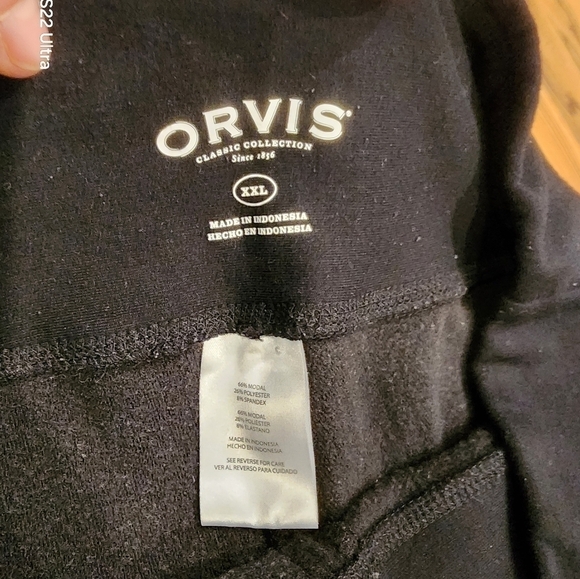 S22 Ultra
ORVIS
CLASSIC COLLECTION
Since 1856
XXL
MADE IN INDONESIA
HECHO EN INDONESIA
66% MODAL
26% POLYESTER
8% SPANDEX
66% MODAL
26% POLIESTER
8% ELASTANO
MADE IN INDONESIA
HECHO EN INDONESIA
SEE REVERSE FOR CARE
VER AL REVERSO PARA CUIDADO